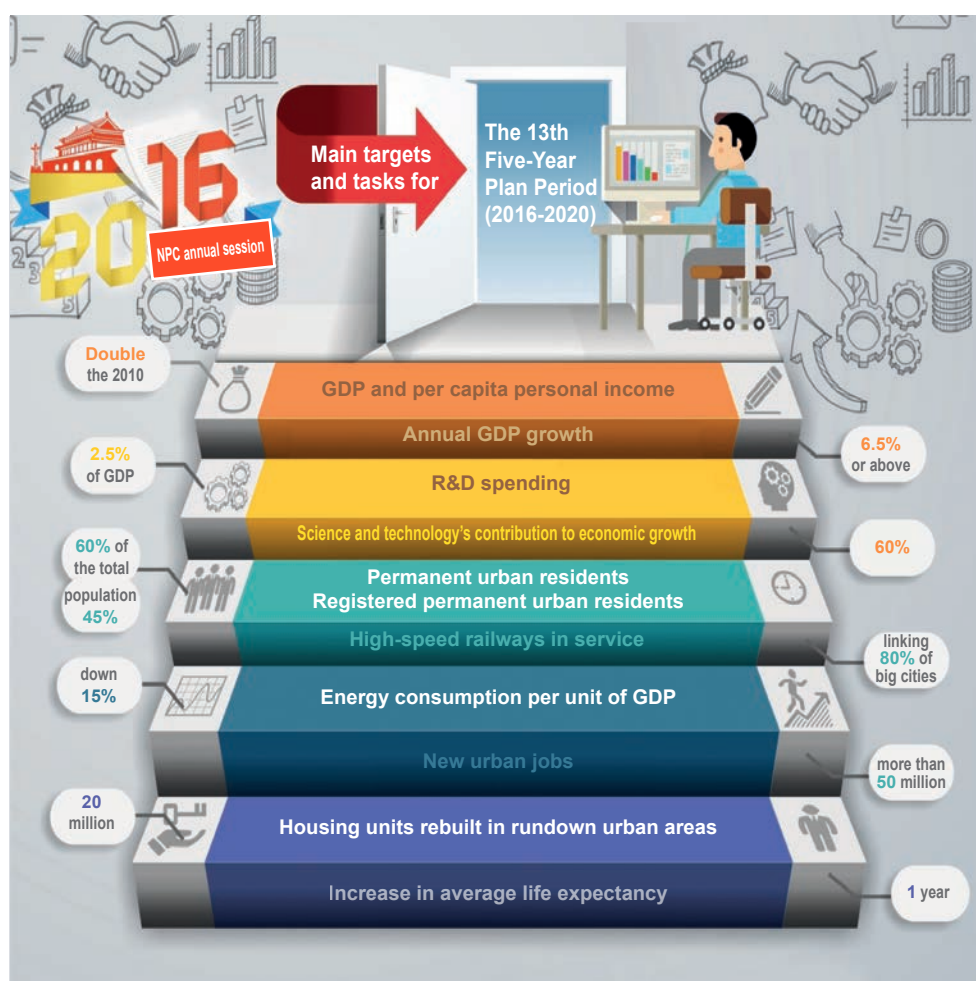 2016
NPC annual session
Main targets
and tasks for
The 13th
Five-Year
Plan Period
(2016-2020)
Double
the 2010
GDP and per capita personal income
Annual GDP growth
6.5%
or above
2.5%
of GDP
R&D spending
Science and technology's contribution to economic growth
60%
60% of
the total
population
45%
Permanent urban residents
Registered permanent urban residents
High-speed railways in service
linking
80% of
big cities
down
15%
Energy consumption per unit of GDP
New urban jobs
more than
50 million
20
million
Housing units rebuilt in rundown urban areas
Increase in average life expectancy
1 year